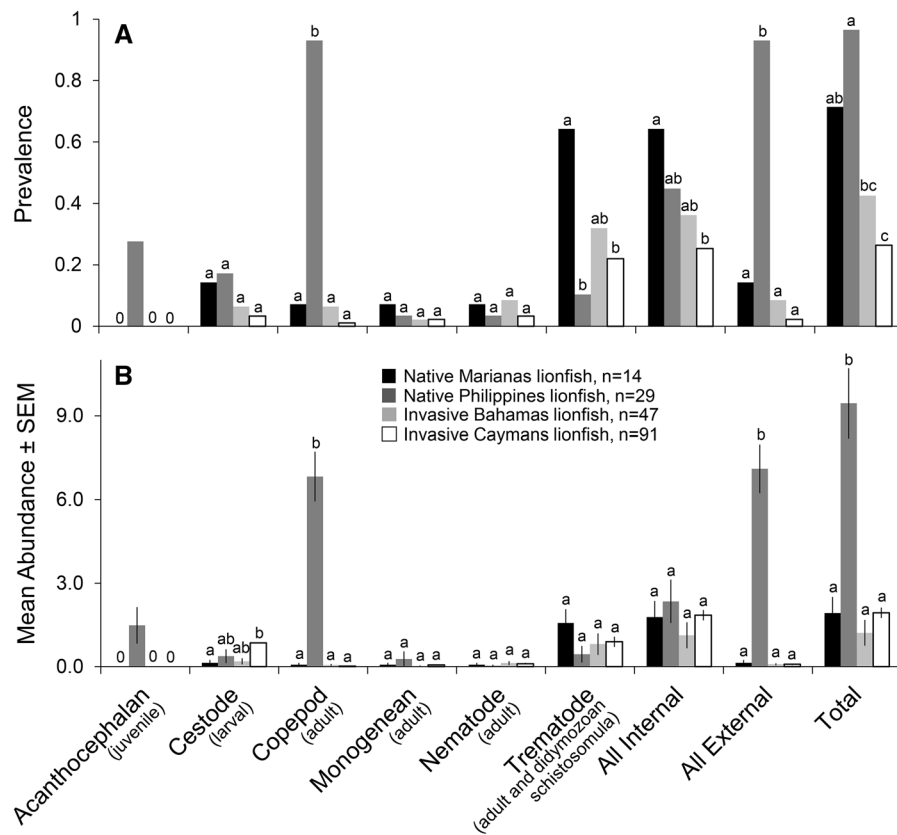 A
Prevalence
1
0.8
0.6
0.4
0.2
0
0 0 0
a a a a
a b a a
a a a a
a a a a
a b ab b
a ab ab b
a b a a
ab a bc c
B
Mean Abundance ± SEM
9.0
6.0
3.0
0.0
Native Marianas lionfish, n=14
Native Philippines lionfish, n=29
Invasive Bahamas lionfish, n=47
Invasive Caymans lionfish, n=91
0 0 0
a ab ab b
a b a a
a a a a
a a a a
a a a a
a a a a
a b a a
a b a a
Acanthocephalan
(juvenile)
Cestode
(larval)
Copepod
(adult)
Monogenean
(adult)
Nematode
(adult)
Trematode
(adult and didymozoan
schistosomula)
All Internal
All External
Total